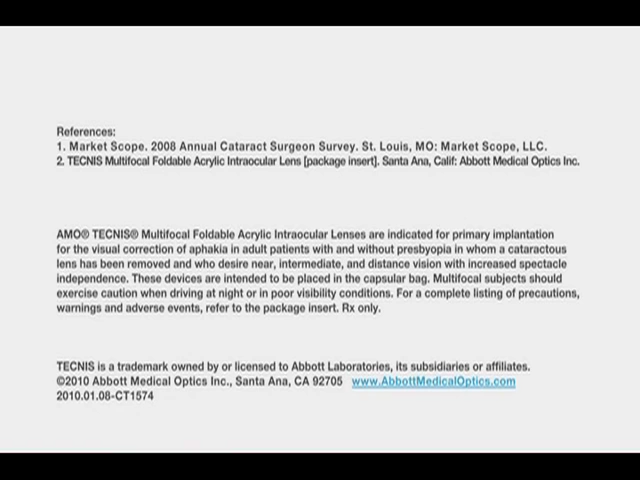 References:
1. Market Scope. 2008 Annual Cataract Surgeon Survey. St. Louis, MO: Market Scope, LLC.
2. TECNIS Multifocal Foldable Acrylic Intraocular Lens [package insert]. Santa Ana, Calif: Abbott Medical Optics Inc.
AMO® TECNIS® Multifocal Foldable Acrylic Intraocular Lenses are indicated for primary implantation
for the visual correction of aphakia in adult patients with and without presbyopia in whom a cataractous
lens has been removed and who desire near, intermediate, and distance vision with increased spectacle
independence. These devices are intended to be placed in the capsular bag. Multifocal subjects should
exercise caution when driving at night or in poor visibility conditions. For a complete listing of precautions,
warnings and adverse events, refer to the package insert. Rx only.
TECNIS is a trademark owned by or licensed to Abbott Laboratories, its subsidiaries or affiliates.
©2010 Abbott Medical Optics Inc., Santa Ana, CA 92705 www.AbbottMedicalOptics.com
2010.01.08-CT1574